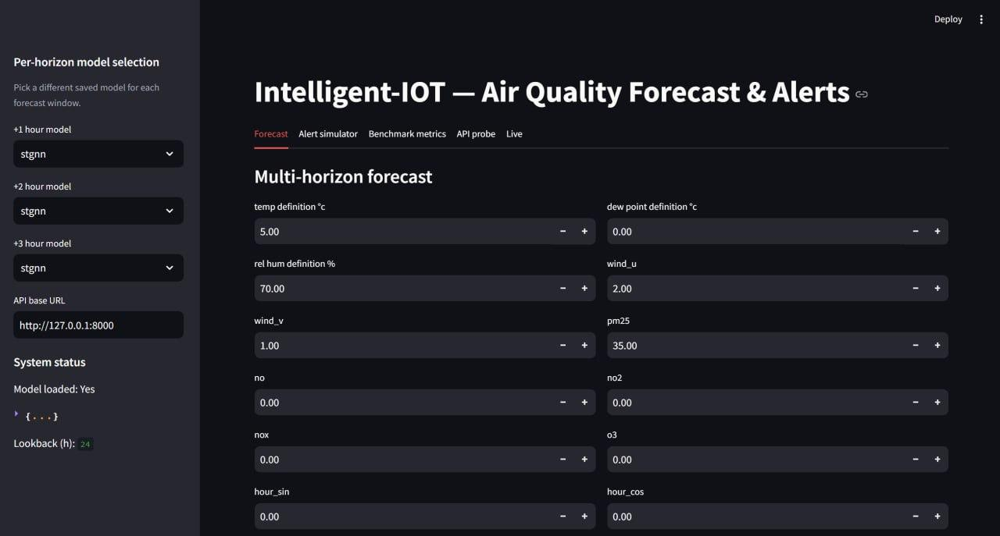 Deploy
Per-horizon model selection
Pick a different saved model for each
forecast window.
+1 hour model
stgnn
+2 hour model
stgnn
+3 hour model
stgnn
API base URL
http://127.0.0.1:8000
System status
Model loaded: Yes
{...}
Lookback (h): 24
Intelligent-IOT — Air Quality Forecast & Alerts
Forecast Alert simulator Benchmark metrics API probe Live
Multi-horizon forecast
temp definition °c dew point definition °c
5.00 − + 0.00 − +
rel hum definition % wind_u
70.00 − + 2.00 − +
wind_v pm25
1.00 − + 35.00 − +
no no2
0.00 − + 0.00 − +
nox o3
0.00 − + 0.00 − +
hour_sin hour_cos
0.00 − + 0.00 − +